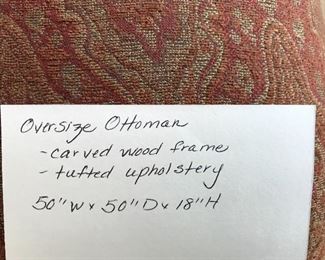 Oversize Ottoman
- carved wood frame
- tufted upholstery
50"W x 50"D x 18"H